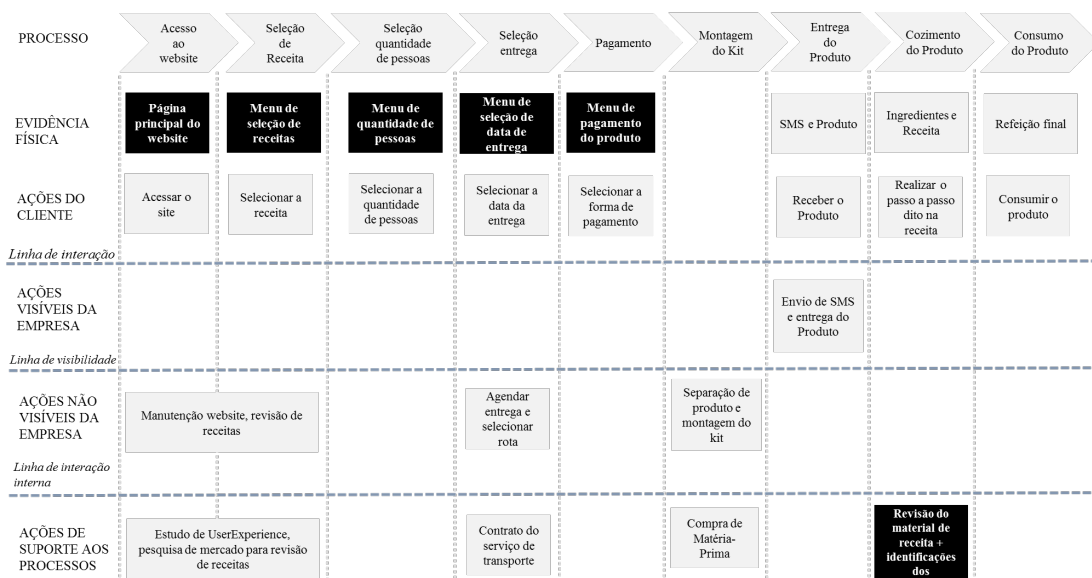 PROCESSO
Acesso
ao
website
Seleção
de
Receita
Seleção
quantidade
de pessoas
Seleção
entrega
Pagamento
Montagem
do Kit
Entrega
do
Produto
Cozimento
do Produto
Consumo
do Produto
EVIDÊNCIA
FÍSICA
Página
principal do
website
Menu de
seleção de
receitas
Menu de
quantidade de
pessoas
Menu de
seleção de
data de
entrega
Menu de
pagamento
do produto
SMS e Produto
Ingredientes e
Receita
Refeição final
AÇÕES DO
CLIENTE
Acessar o
site
Selecionar a
receita
Selecionar a
quantidade
de pessoas
Selecionar a
data da
entrega
Selecionar a
forma de
pagamento
Receber o
Produto
Realizar o
passo a passo
dito na
receita
Consumir o
produto
Linha de interação
AÇÕES
VISÍVEIS DA
EMPRESA
Envio de SMS
e entrega do
Produto
Linha de visibilidade
AÇÕES NÃO
VISÍVEIS DA
EMPRESA
Manutenção website, revisão de
receitas
Agendar
entrega e
selecionar
rota
Separação de
produto e
montagem do
kit
Linha de interação
interna
AÇÕES DE
SUPORTE AOS
PROCESSOS
Estudo de UserExperience,
pesquisa de mercado para revisão
de receitas
Contrato do
serviço de
transporte
Compra de
Matéria-
Prima
Revisão do
material de
receita +
identificações
dos